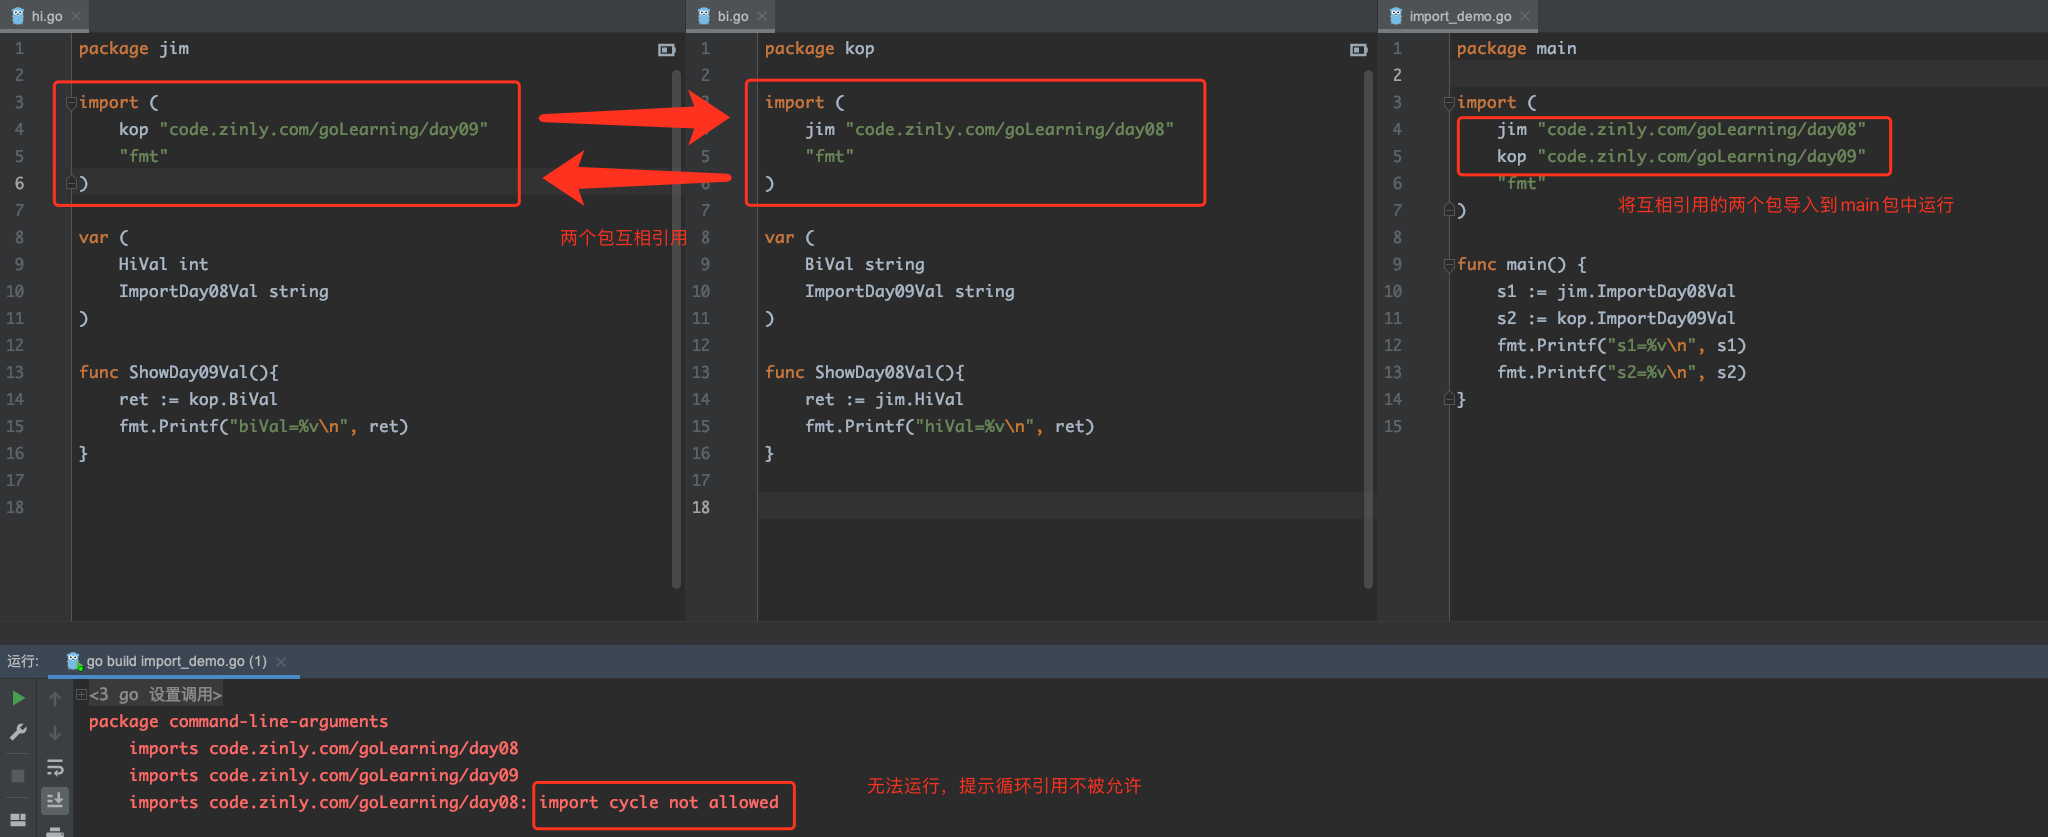 hi.go
1 package jim
2
3 import (
4 kop "code.zinly.com/goLearning/day09"
5 "fmt"
6 )
7
8 var (
9 HiVal int
10 ImportDay08Val string
11 )
12
13 func ShowDay09Val(){
14 ret := kop.BiVal
15 fmt.Printf("biVal=%v\n", ret)
16 }
17
18
两个包互相引用
bi.go
1 package kop
2
import (
jim "code.zinly.com/goLearning/day08"
5 "fmt"
6 )
7
8 var (
9 BiVal string
10 ImportDay09Val string
11 )
12
13 func ShowDay08Val(){
14 ret := jim.HiVal
15 fmt.Printf("hiVal=%v\n", ret)
16 }
17
18
import_demo.go
1 package main
2
3 import (
4 jim "code.zinly.com/goLearning/day08"
5 kop "code.zinly.com/goLearning/day09"
6 "fmt"
7 )
将互相引用的两个包导入到main包中运行
8
9 func main() {
10 s1 := jim.ImportDay08Val
11 s2 := kop.ImportDay09Val
12 fmt.Printf("s1=%v\n", s1)
13 fmt.Printf("s2=%v\n", s2)
14 }
15
运行: go build import_demo.go (1)
<3 go 设置调用>
package command-line-arguments
imports code.zinly.com/goLearning/day08
imports code.zinly.com/goLearning/day09
imports code.zinly.com/goLearning/day08: import cycle not allowed
无法运行，提示循环引用不被允许